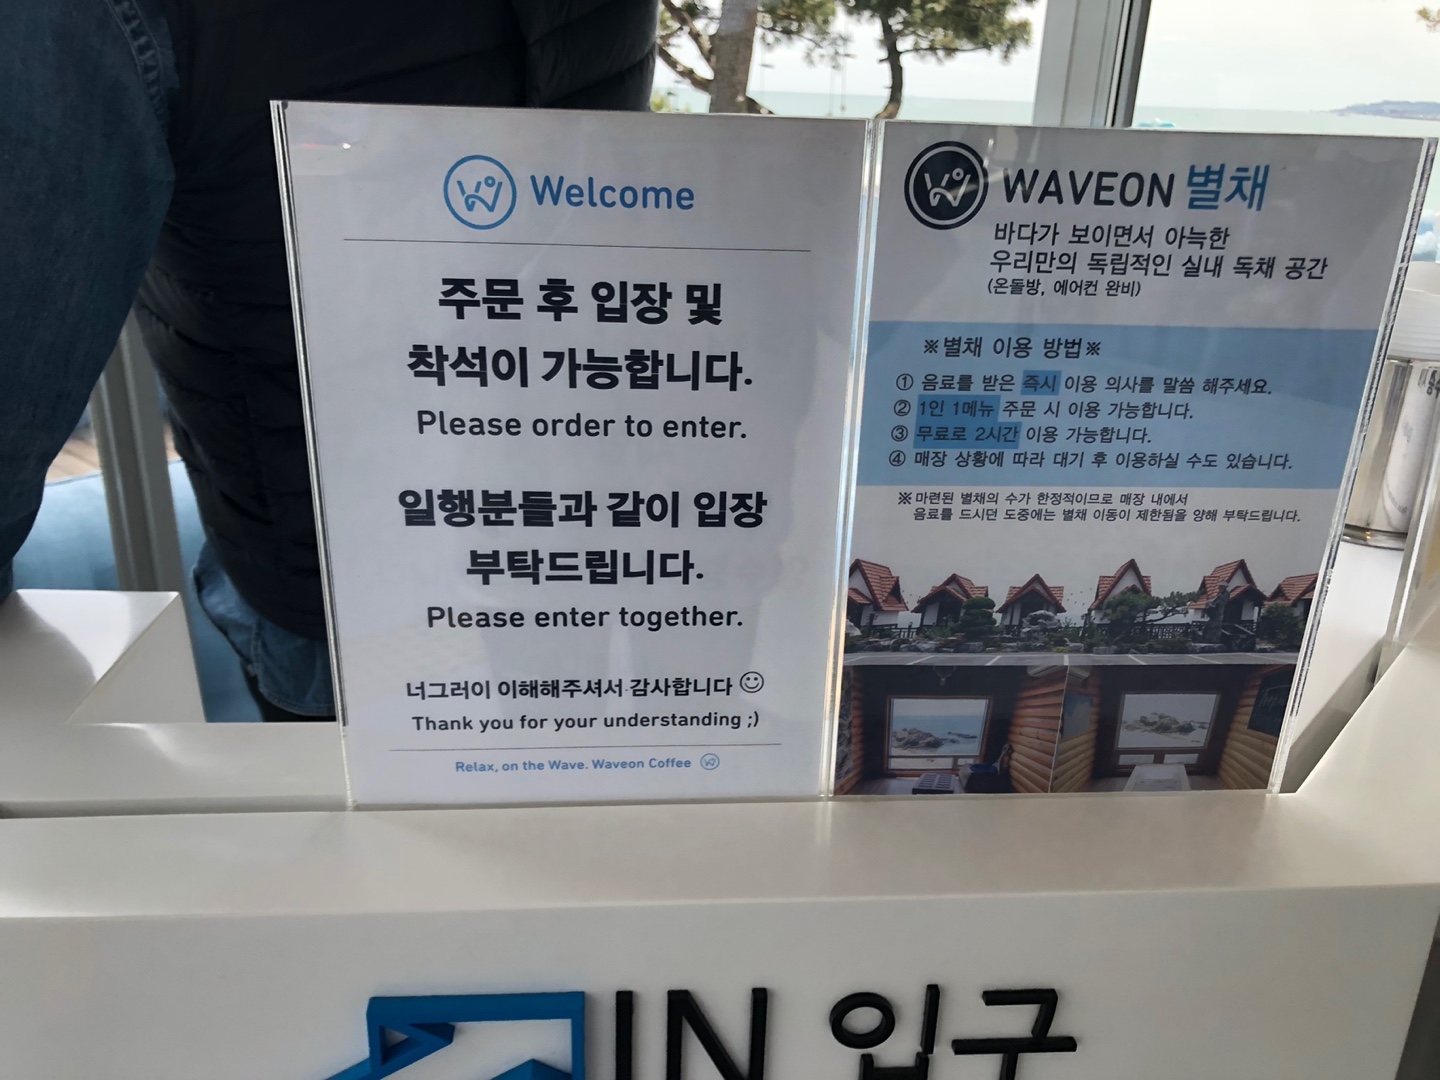 Welcome
주문 후 입장 및
착석이 가능합니다.
Please order to enter.
일행분들과 같이 입장
부탁드립니다.
Please enter together.
너그러이 이해해주셔서 감사합니다
Thank you for your understanding ;)
Relax, on the Wave. Waveon Coffee
WAVEON 별채
바다가 보이면서 아늑한
우리만의 독립적인 실내 독채 공간
(온돌방, 에어컨 완비)
※별채 이용 방법※
① 음료를 받은 즉시 이용 의사를 말씀 해주세요.
② 1인 1메뉴 주문 시 이용 가능합니다.
③ 무료로 2시간 이용 가능합니다.
④ 매장 상황에 따라 대기 후 이용하실 수도 있습니다.
※ 마련된 별채의 수가 한정적이므로 매장 내에서
음료를 드시던 도중에는 별채 이동이 제한됨을 양해 부탁드립니다.
IN 입구